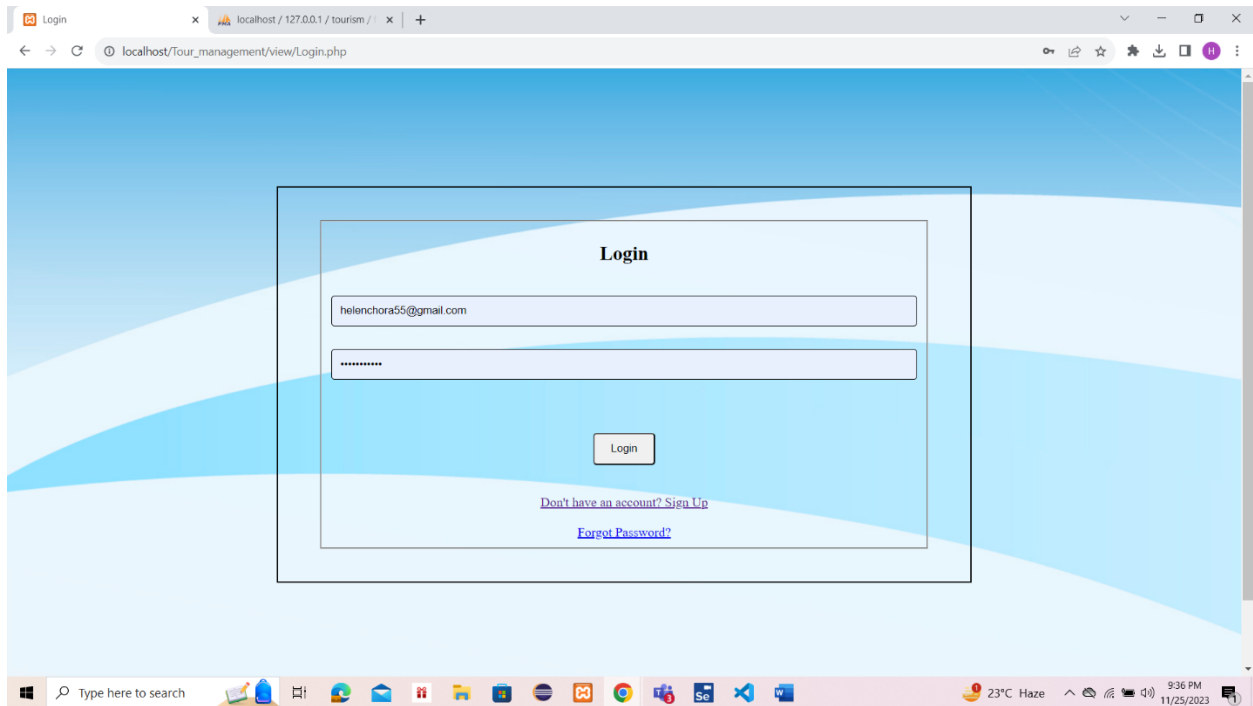 Login
localhost / 127.0.0.1 / tourism /
localhost/Tour_management/view/Login.php
H
Login
helenchora55@gmail.com
•••••••••••
Login
Don't have an account? Sign Up
Forgot Password?
Type here to search
Se
23°C Haze
9:36 PM
11/25/2023